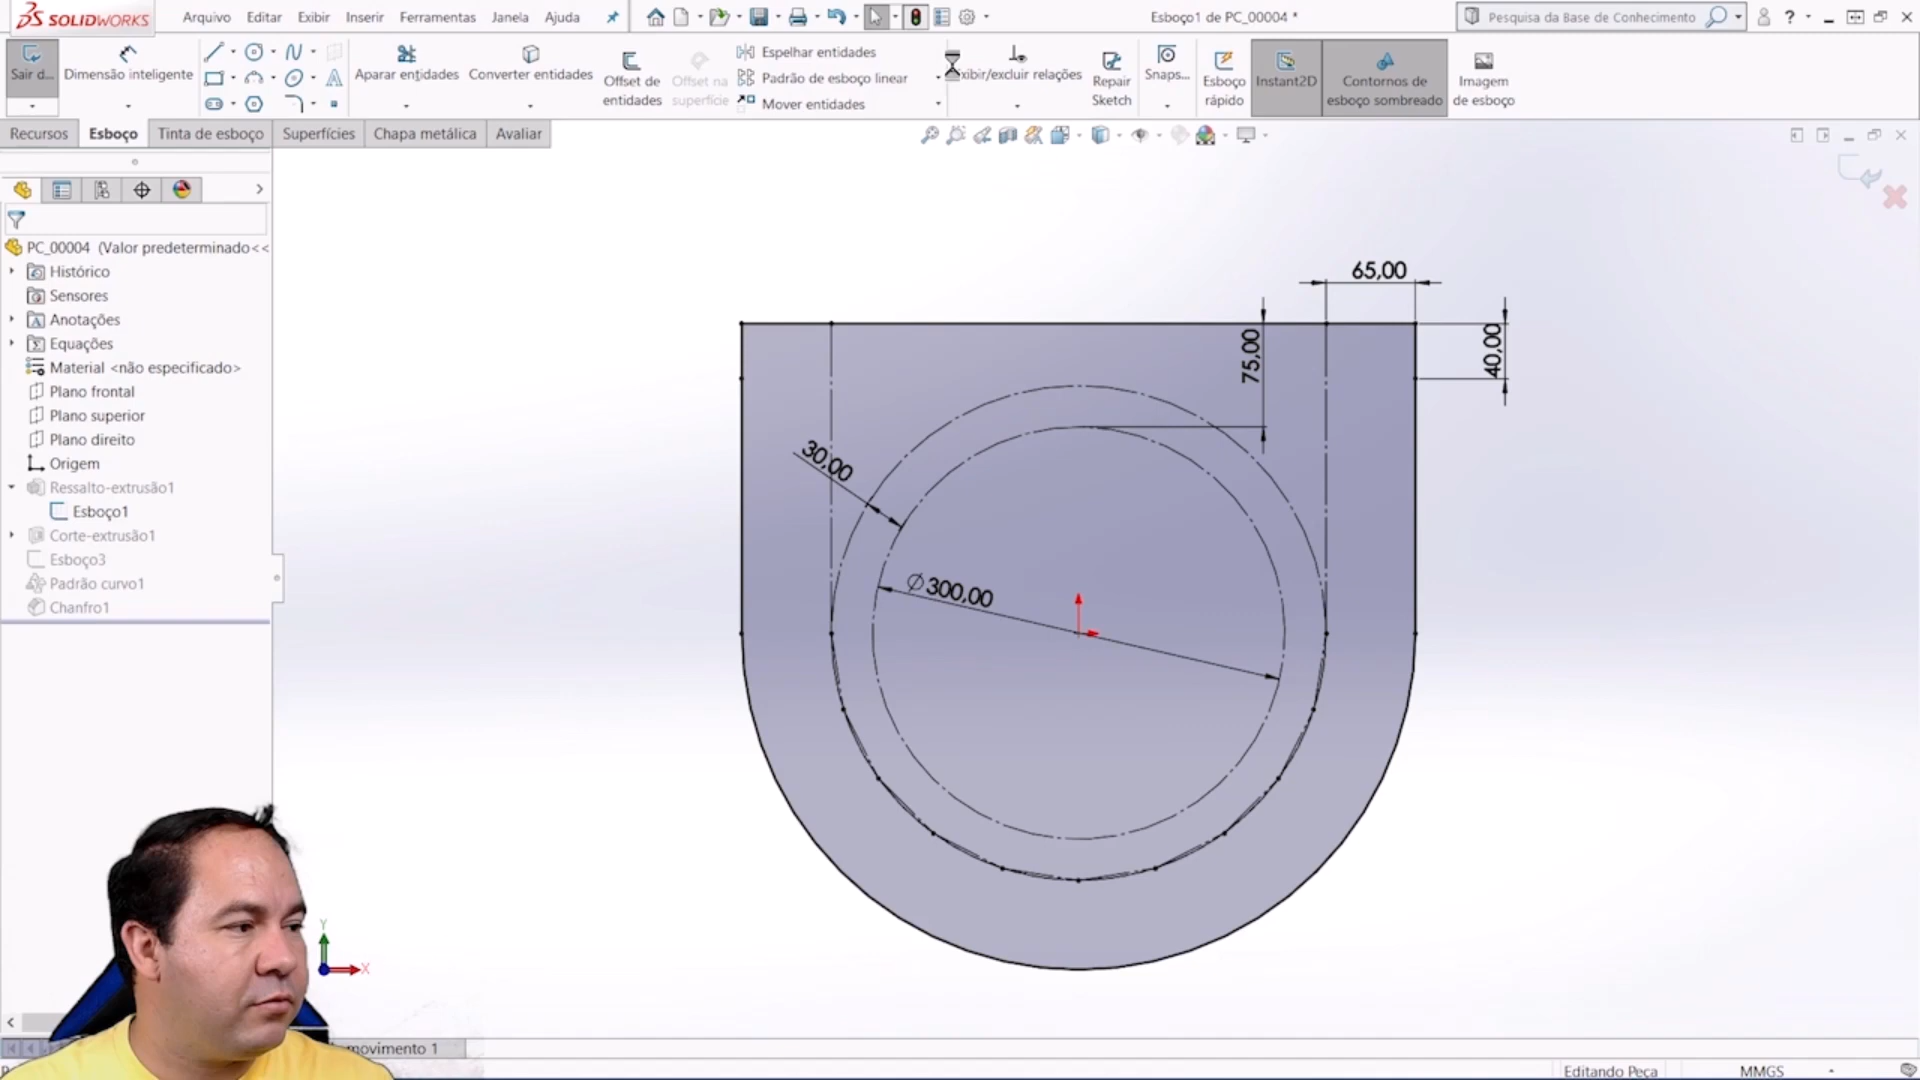 SOLIDWORKS
Arquivo Editar Exibir Inserir Ferramentas Janela Ajuda
Esboço1 de PC_00004 *
Pesquisa da Base de Conhecimento
Sair d...
Dimensão inteligente
Aparar entidades
Converter entidades
Offset de
entidades
Offset na
superfície
Espelhar entidades
Padrão de esboço linear
Mover entidades
xibir/excluir relações
Repair
Sketch
Snaps...
Esboço
rápido
Instant2D
Contornos de
esboço sombreado
Imagem
de esboço
Recursos Esboço Tinta de esboço Superfícies Chapa metálica Avaliar
PC_00004 (Valor predeterminado<<
Histórico
Sensores
Anotações
Equações
Material <não especificado>
Plano frontal
Plano superior
Plano direito
Origem
Ressalto-extrusão1
Esboço1
Corte-extrusão1
Esboço3
Padrão curvo1
Chanfro1
65,00
75,00
40,00
30,00
∅300,00
Y
X
movimento 1
Editando Peça
MMGS